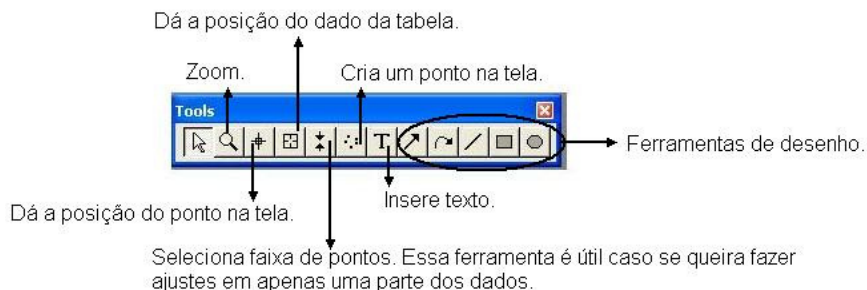 Dá a posição do dado da tabela.
Zoom.
Cria um ponto na tela.
Tools
T
Ferramentas de desenho.
Insere texto.
Dá a posição do ponto na tela.
Seleciona faixa de pontos. Essa ferramenta é útil caso se queira fazer
ajustes em apenas uma parte dos dados.